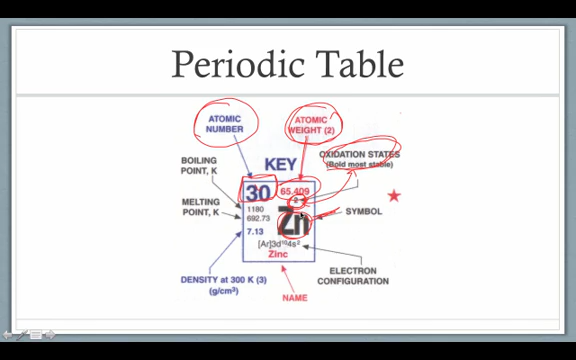 Periodic Table
ATOMIC
NUMBER
ATOMIC
WEIGHT (2)
OXIDATION STATES
(Bold most stable)
BOILING
POINT, K
KEY
30
65.409
2
1180
MELTING
POINT, K
692.73
Zn
SYMBOL
7.13
[Ar]3d¹⁰4s²
Zinc
DENSITY at 300 K (3)
(g/cm³)
NAME
ELECTRON
CONFIGURATION